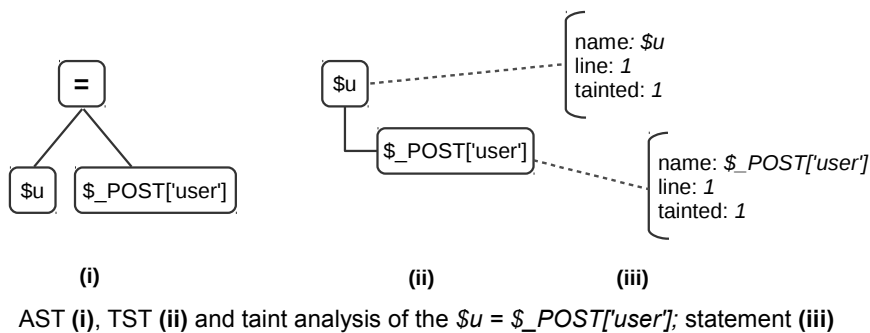 =
$u
$_POST['user']
(i)
$u
$_POST['user']
(ii)
name: $u
line: 1
tainted: 1
name: $_POST['user']
line: 1
tainted: 1
(iii)
AST (i), TST (ii) and taint analysis of the $u = $_POST['user']; statement (iii)